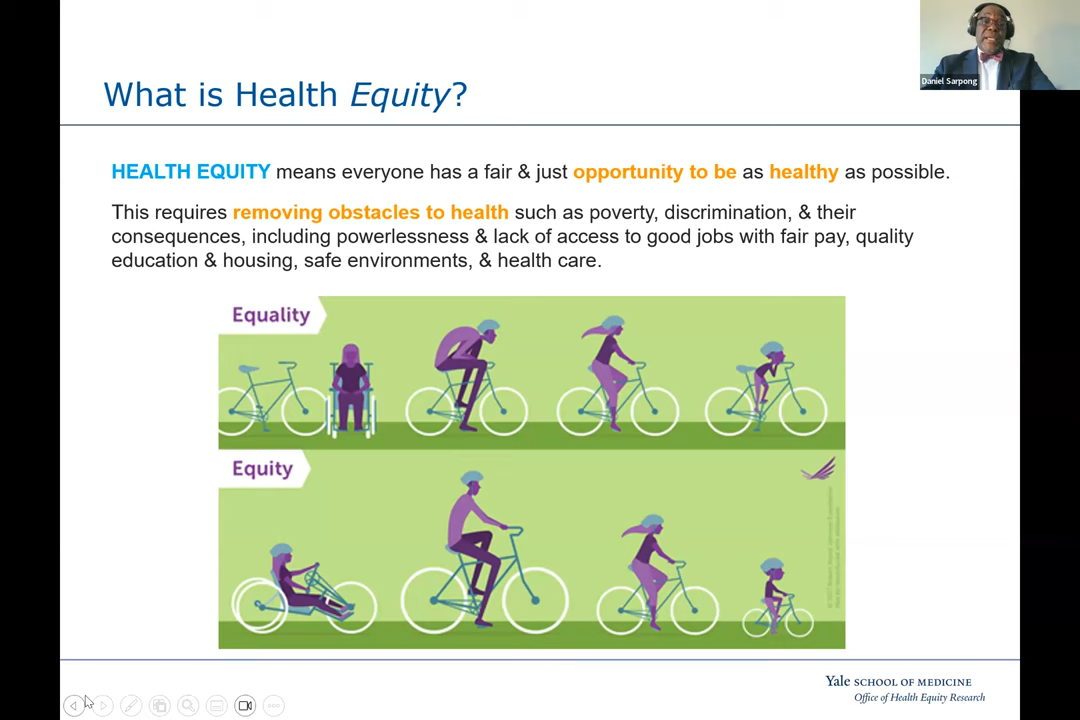 What is Health Equity?
Daniel Sarpong
HEALTH EQUITY means everyone has a fair & just opportunity to be as healthy as possible.
This requires removing obstacles to health such as poverty, discrimination, & their
consequences, including powerlessness & lack of access to good jobs with fair pay, quality
education & housing, safe environments, & health care.
Equality
Equity
Yale SCHOOL OF MEDICINE
Office of Health Equity Research